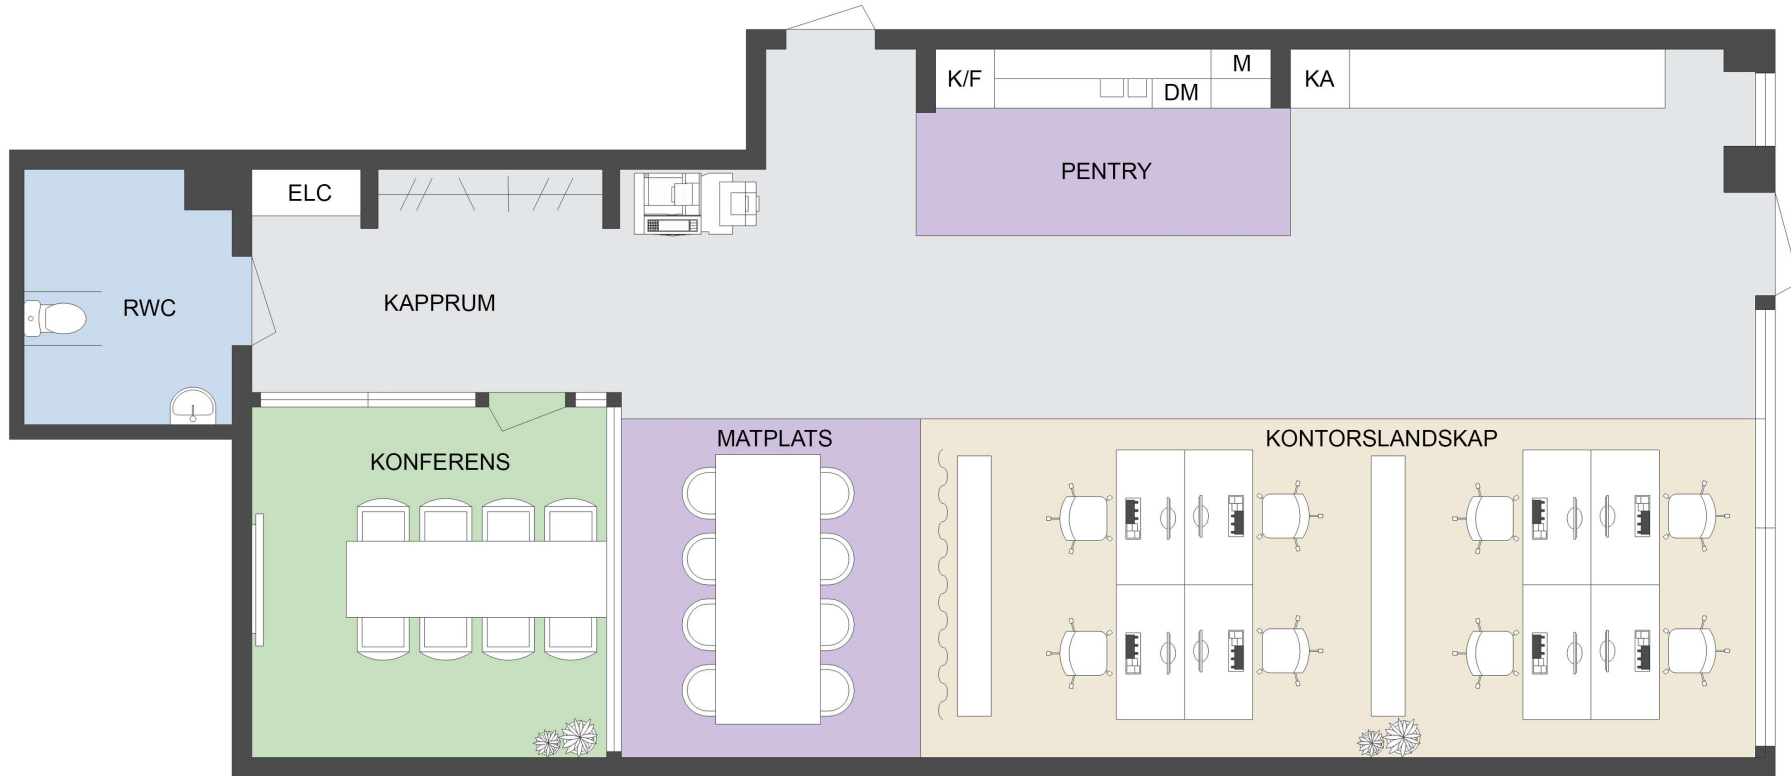 K/F
M
DM
KA
PENTRY
ELC
RWC
KAPPRUM
KONFERENS
MATPLATS
KONTORSLANDSKAP